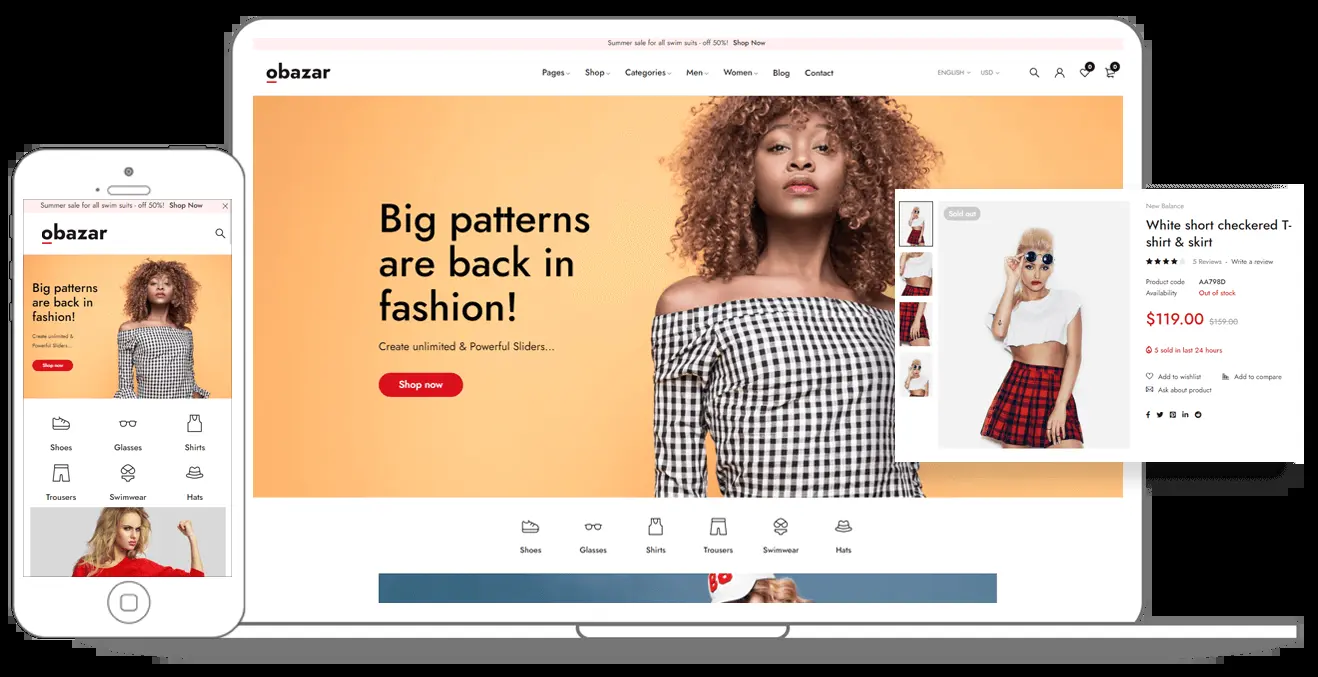 Summer sale for all swim suits - off 50%! Shop Now
obazar
Pages Shop Categories Men Women Blog Contact
ENGLISH USD
0 0
Big patterns
are back in
fashion!
Create unlimited & Powerful Sliders...
Shop now
Shoes Glasses Shirts Trousers Swimwear Hats
Summer sale for all swim suits - off 50%! Shop Now
obazar
Big patterns
are back in
fashion!
Create unlimited &
Powerful Sliders...
Shop now
Shoes Glasses Shirts
Trousers Swimwear Hats
Sold out
New Balance
White short checkered T-
shirt & skirt
5 Reviews - Write a review
Product code AA798D
Availability Out of stock
$119.00 $159.00
5 sold in last 24 hours
Add to wishlist Add to compare
Ask about product